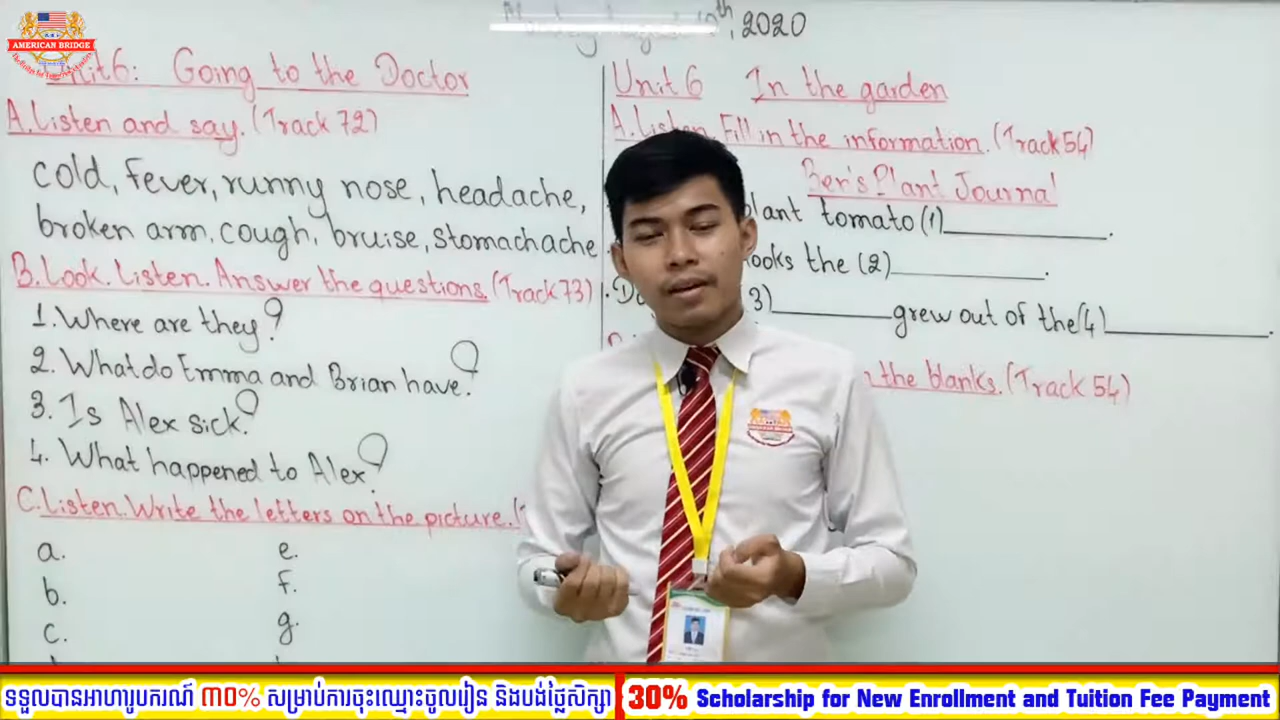 AMERICAN BRIDGE
, 2020
Unit 6: Going to the Doctor
A. Listen and say. (Track 72)
cold, fever, runny nose, headache,
broken arm, cough, bruise, stomachache
B. Look. Listen. Answer the questions. (Track 73)
1. Where are they?
2. What do Emma and Brian have?
3. Is Alex sick?
4. What happened to Alex?
C. Listen. Write the letters on the picture. (
a.
b.
c.
e.
f.
g.
Unit 6 In the garden
A. Listen. Fill in the information. (Track 54)
Plant Journal
plant tomato (1)____________.
the (2)____________.
3)____________ grew out of the (4)____________.
the blanks. (Track 54)
AMERICAN BRIDGE
ទទួលបានអាហារូបករណ៍ ៣០% សម្រាប់ការចុះឈ្មោះចូលរៀន និងបង់ថ្លៃសិក្សា
30% Scholarship for New Enrollment and Tuition Fee Payment